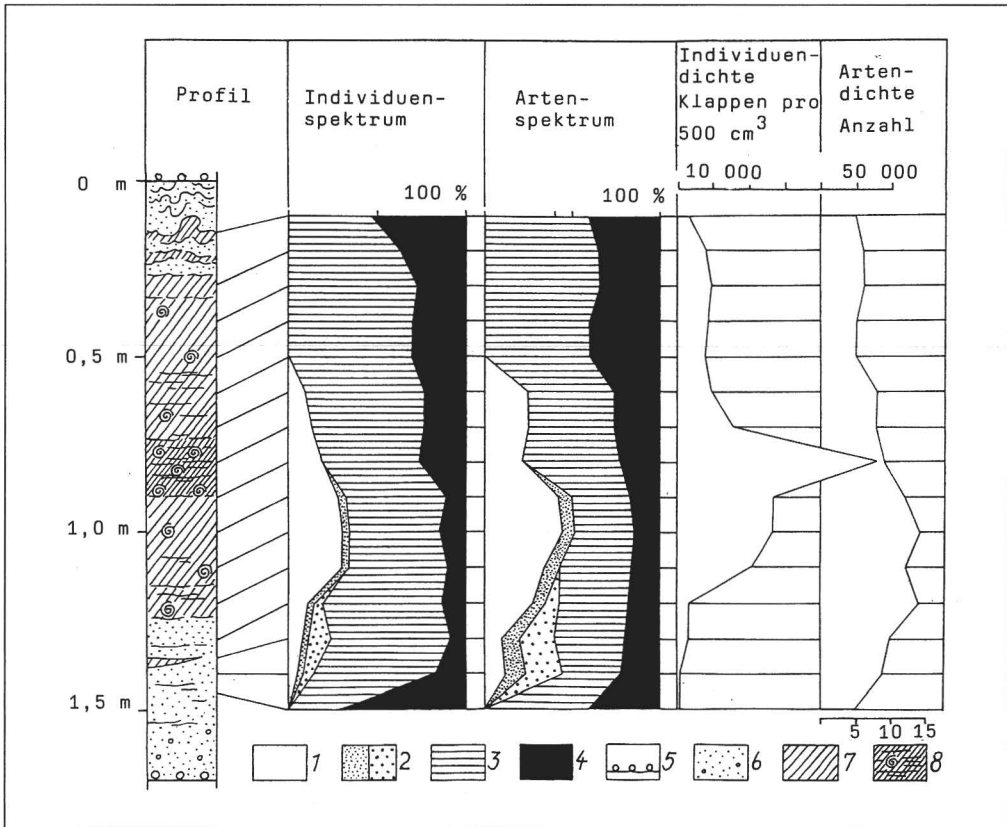 Profil
Individuen-
spektrum
Arten-
spektrum
Individuen-
dichte
Klappen pro
500 cm³
Arten-
dichte
Anzahl
100 %
100 %
10 000
50 000
0 m
0,5 m
1,0 m
1,5 m
5 10 15
1 2 3 4 5 6 7 8